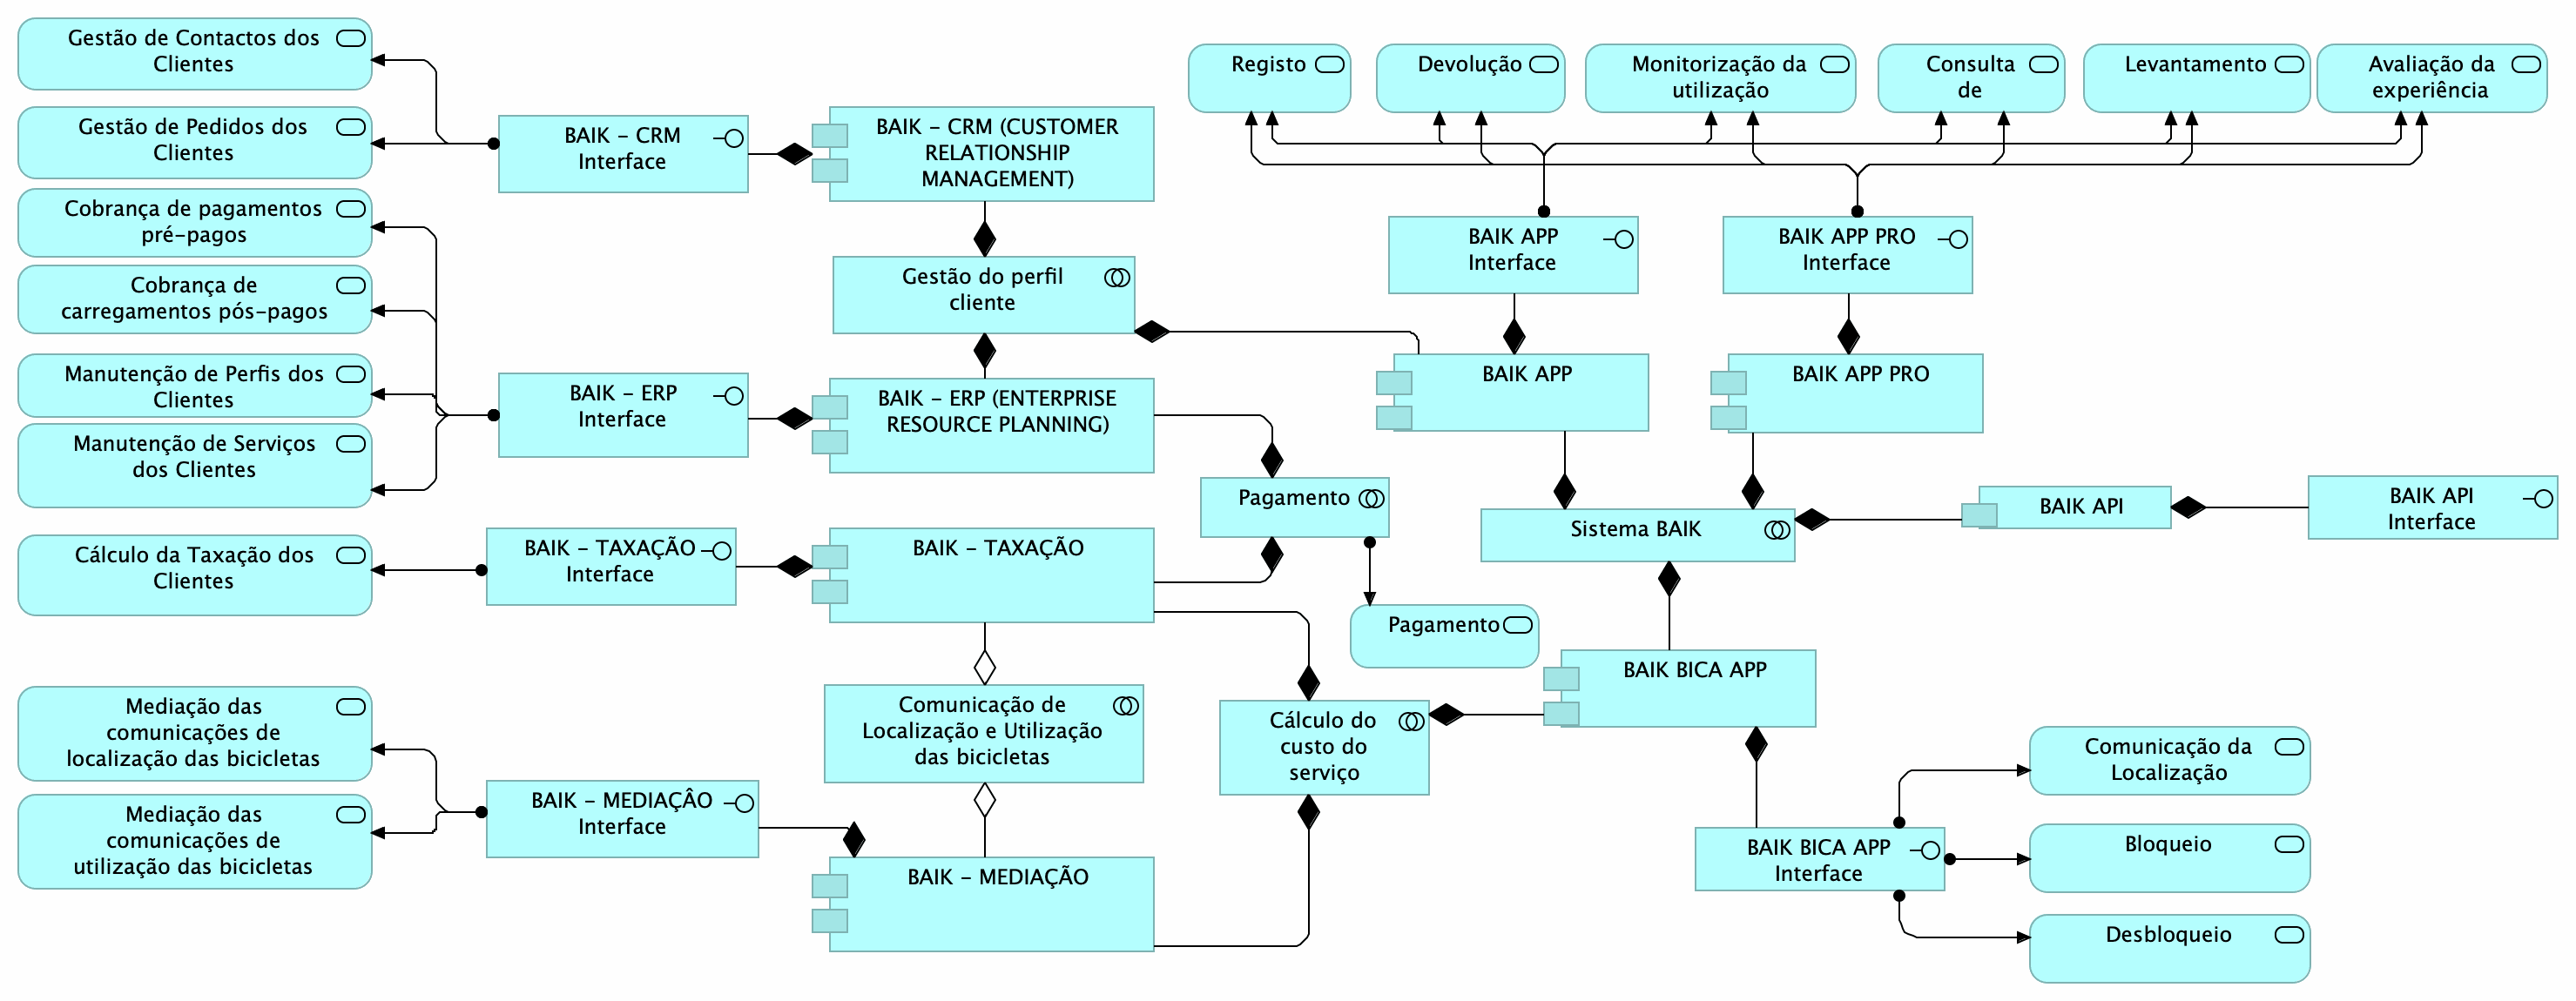 Gestão de Contactos dos
Clientes
Gestão de Pedidos dos
Clientes
Cobrança de pagamentos
pré-pagos
Cobrança de
carregamentos pós-pagos
Manutenção de Perfis dos
Clientes
Manutenção de Serviços
dos Clientes
Cálculo da Taxação dos
Clientes
Mediação das
comunicações de
localização das bicicletas
Mediação das
comunicações de
utilização das bicicletas
BAIK - CRM
Interface
BAIK - ERP
Interface
BAIK - TAXAÇÃO
Interface
BAIK - MEDIAÇÂO
Interface
BAIK - CRM (CUSTOMER
RELATIONSHIP
MANAGEMENT)
Gestão do perfil
cliente
BAIK - ERP (ENTERPRISE
RESOURCE PLANNING)
BAIK - TAXAÇÃO
Comunicação de
Localização e Utilização
das bicicletas
BAIK - MEDIAÇÃO
Registo
Devolução
Monitorização da
utilização
Consulta
de
Levantamento
Avaliação da
experiência
BAIK APP
Interface
BAIK APP PRO
Interface
BAIK APP
BAIK APP PRO
Pagamento
Sistema BAIK
BAIK API
BAIK API
Interface
Pagamento
BAIK BICA APP
Cálculo do
custo do
serviço
BAIK BICA APP
Interface
Comunicação da
Localização
Bloqueio
Desbloqueio